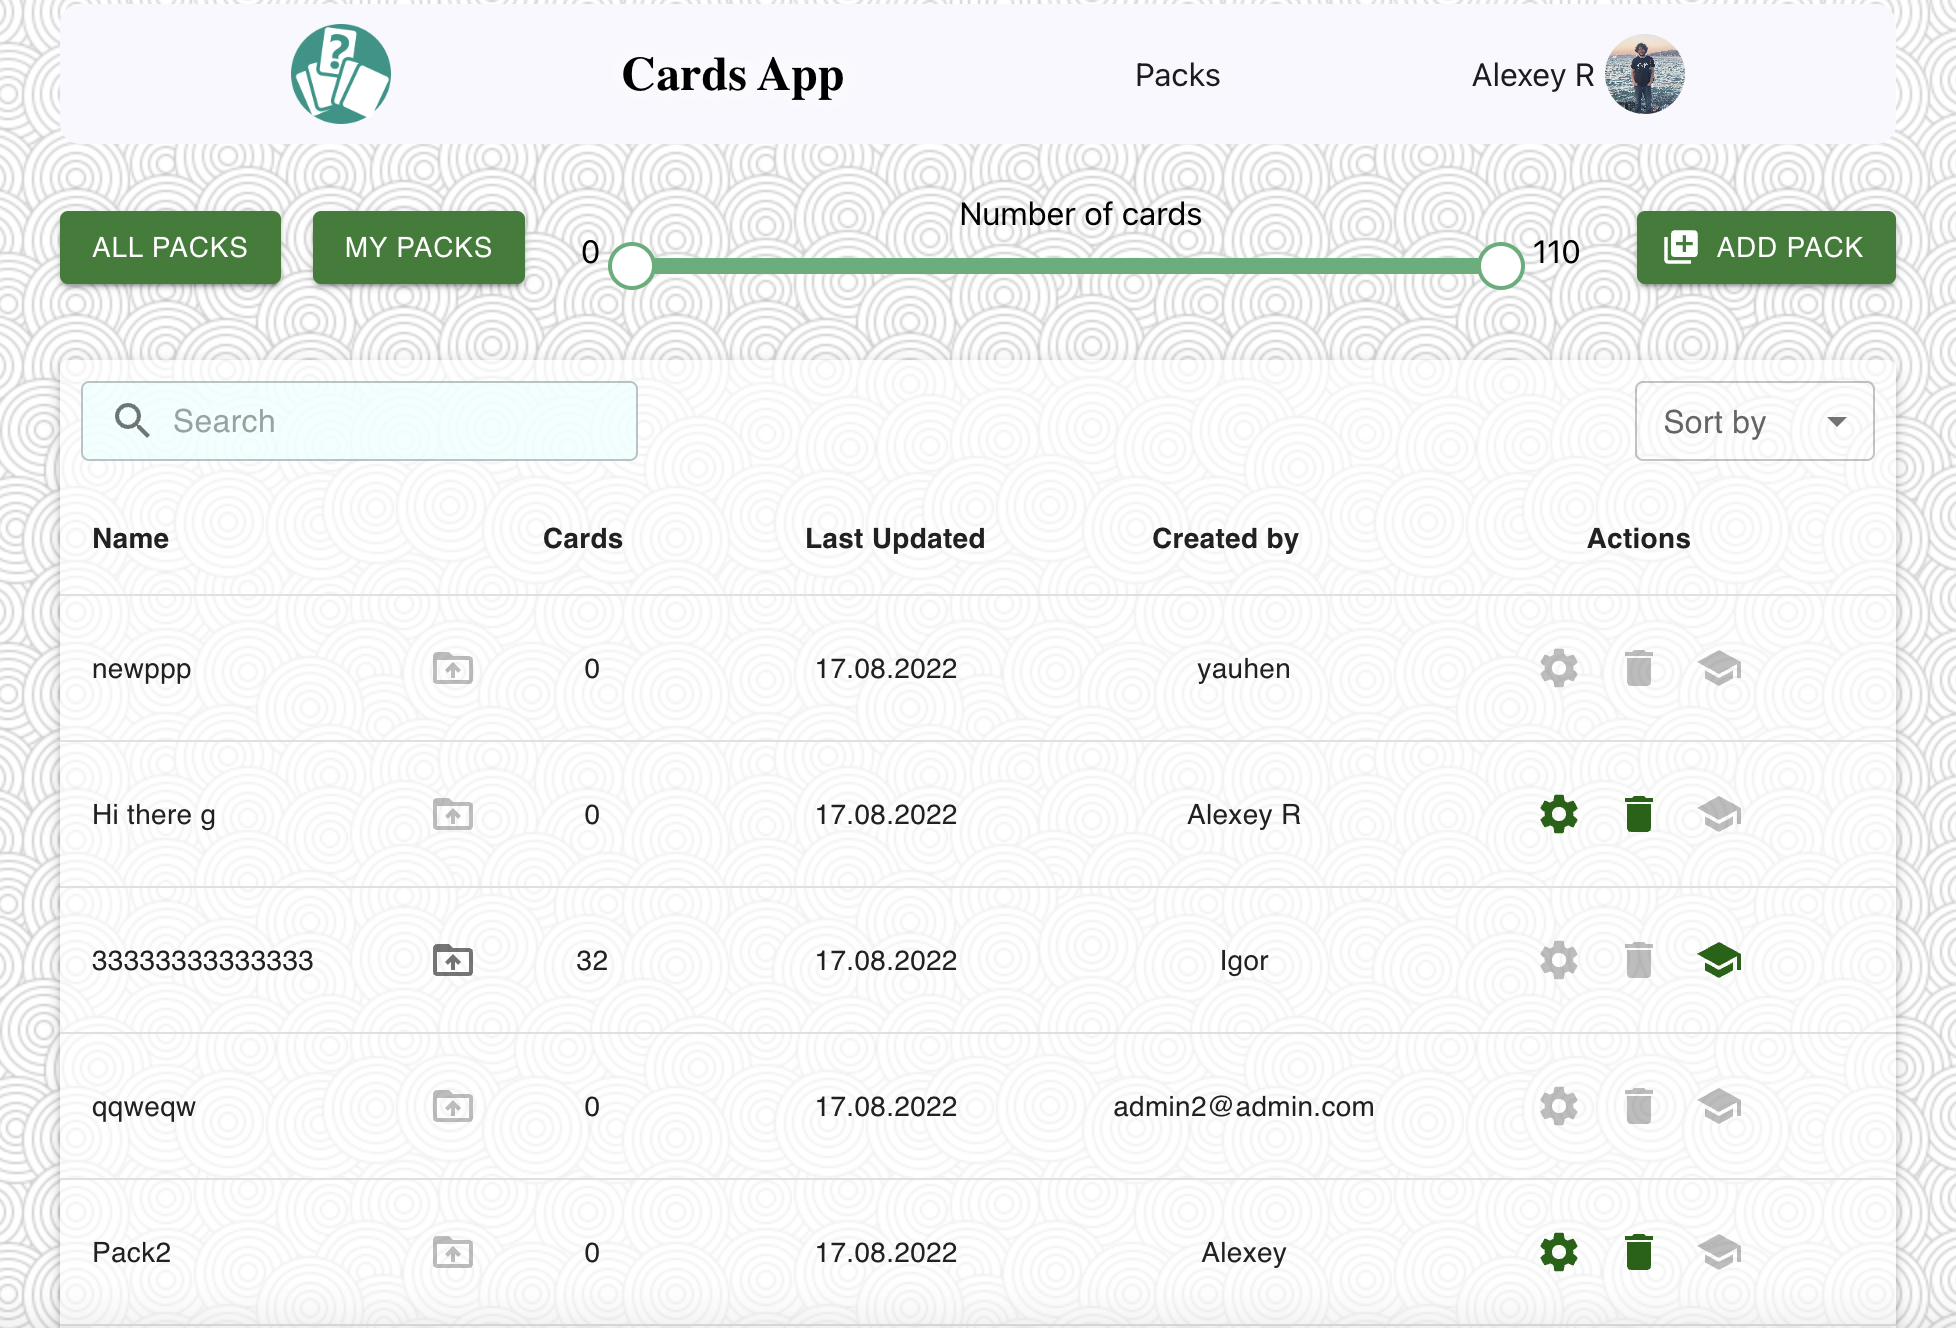 ?
Cards App
Packs
Alexey R
ALL PACKS
MY PACKS
Number of cards
0
110
ADD PACK
Search
Sort by
Name Cards Last Updated Created by Actions
newppp 0 17.08.2022 yauhen
Hi there g 0 17.08.2022 Alexey R
33333333333333 32 17.08.2022 Igor
qqweqw 0 17.08.2022 admin2@admin.com
Pack2 0 17.08.2022 Alexey